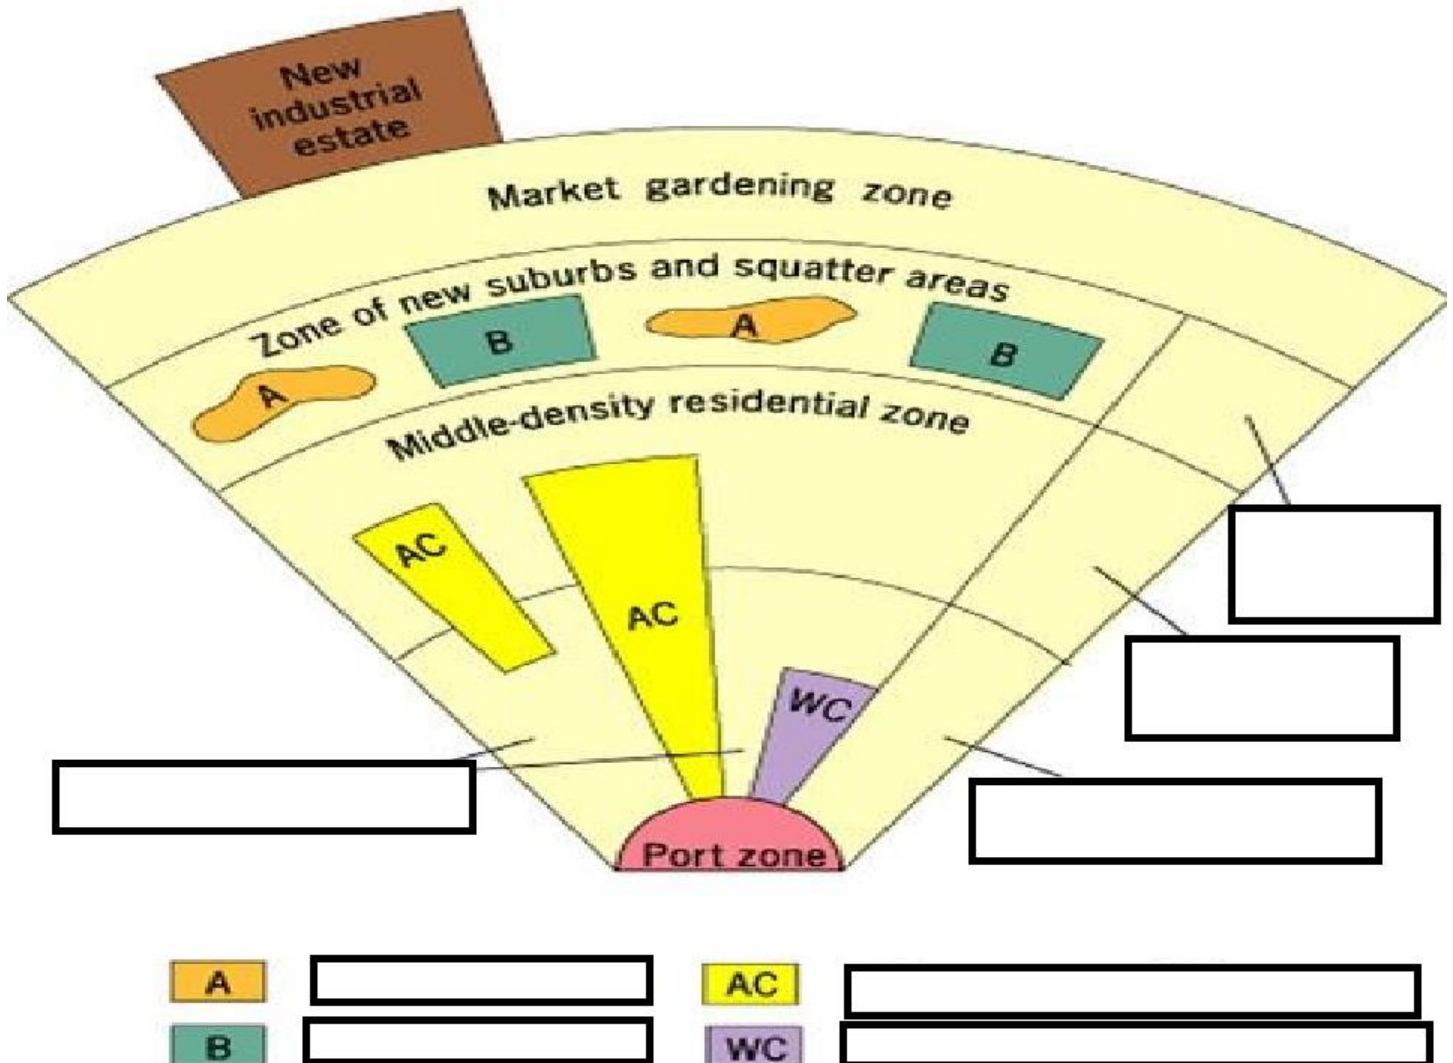 New
industrial
estate
Market gardening zone
Zone of new suburbs and squatter areas
B
A
B
A
Middle-density residential zone
AC
AC
WC
Port zone
A
AC
B
WC